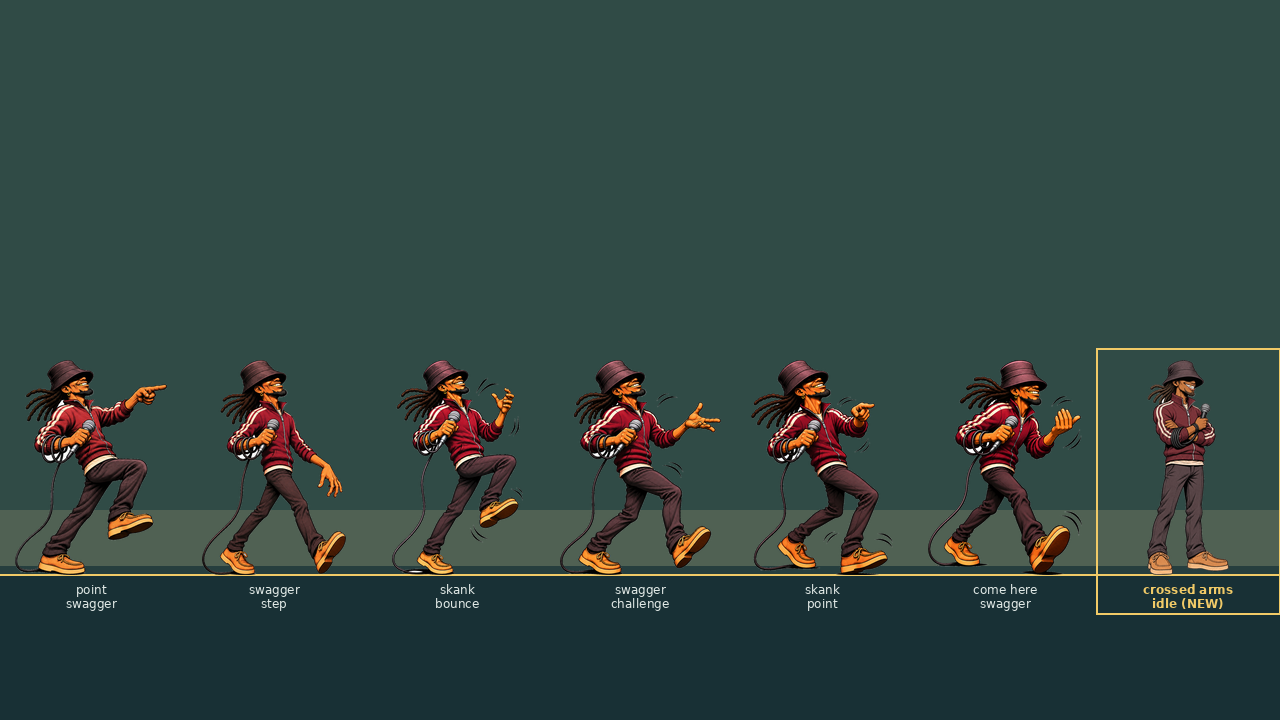 point
swagger
swagger
step
skank
bounce
swagger
challenge
skank
point
come here
swagger
crossed arms
idle (NEW)